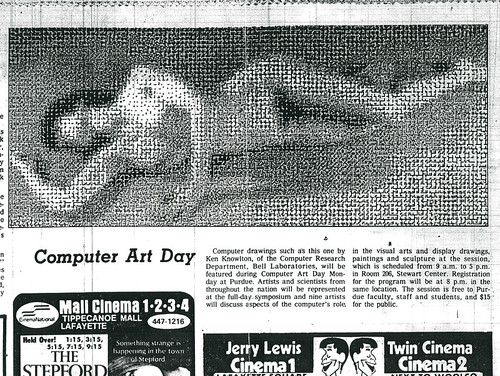 Computer Art Day
Computer drawings such as this one by
Ken Knowlton, of the Computer Research
Department, Bell Laboratories, will be
featured during Computer Art Day Mon-
day at Purdue. Artists and scientists from
throughout the nation will be represented
at the full-day symposium and nine artists
will discuss aspects of the computer's role
in the visual arts and display drawings,
paintings and sculpture at the session,
which is scheduled from 9 a.m. to 5 p.m.
in Room 206, Stewart Center. Registration
for the program will be at 8 p.m. in the
same location. The session is free to Pur-
due faculty, staff and students, and $15
for the public.
CinemaNational
Mall Cinema 1·2·3·4
TIPPECANOE MALL
LAFAYETTE
447-1216
Held Over! 1:15, 3:15,
5:15, 7:15, 9:15
THE
STEPFORD
Something strange is
happening in the town
of Stepford
Jerry Lewis
Cinema 1
LAFAYETTE SQUARE
Twin Cinema
Cinema 2
NEXT TO WOOLCO